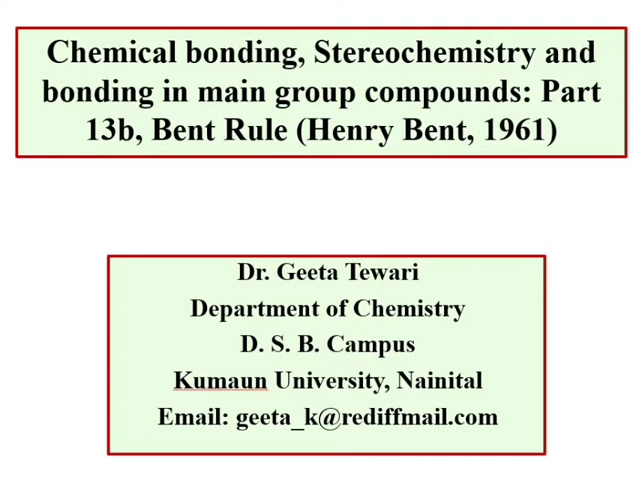 Chemical bonding, Stereochemistry and
bonding in main group compounds: Part
13b, Bent Rule (Henry Bent, 1961)
Dr. Geeta Tewari
Department of Chemistry
D. S. B. Campus
Kumaun University, Nainital
Email: geeta_k@rediffmail.com